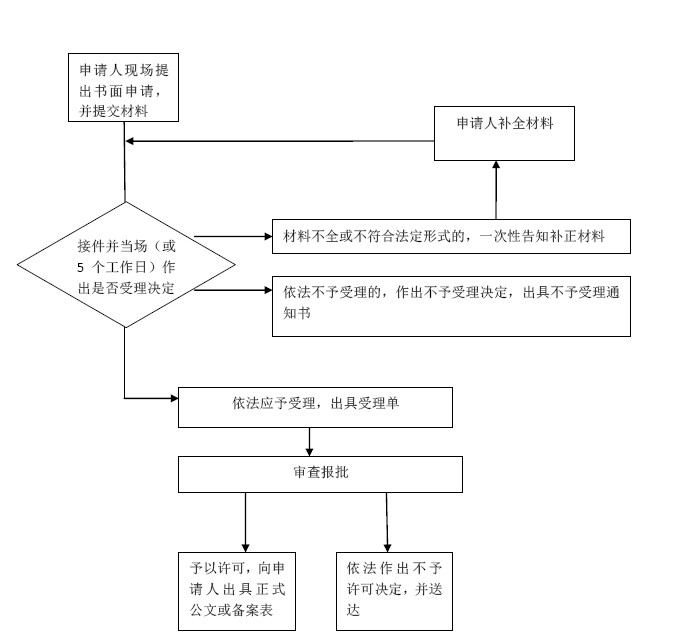 申请人现场提
出书面申请，
并提交材料
申请人补全材料
接件并当场（或
5 个工作日）作
出是否受理决定
材料不全或不符合法定形式的，一次性告知补正材料
依法不予受理的，作出不予受理决定，出具不予受理通
知书
依法应予受理，出具受理单
审查报批
予以许可，向申
请人出具正式
公文或备案表
依法作出不予
许可决定，并送
达